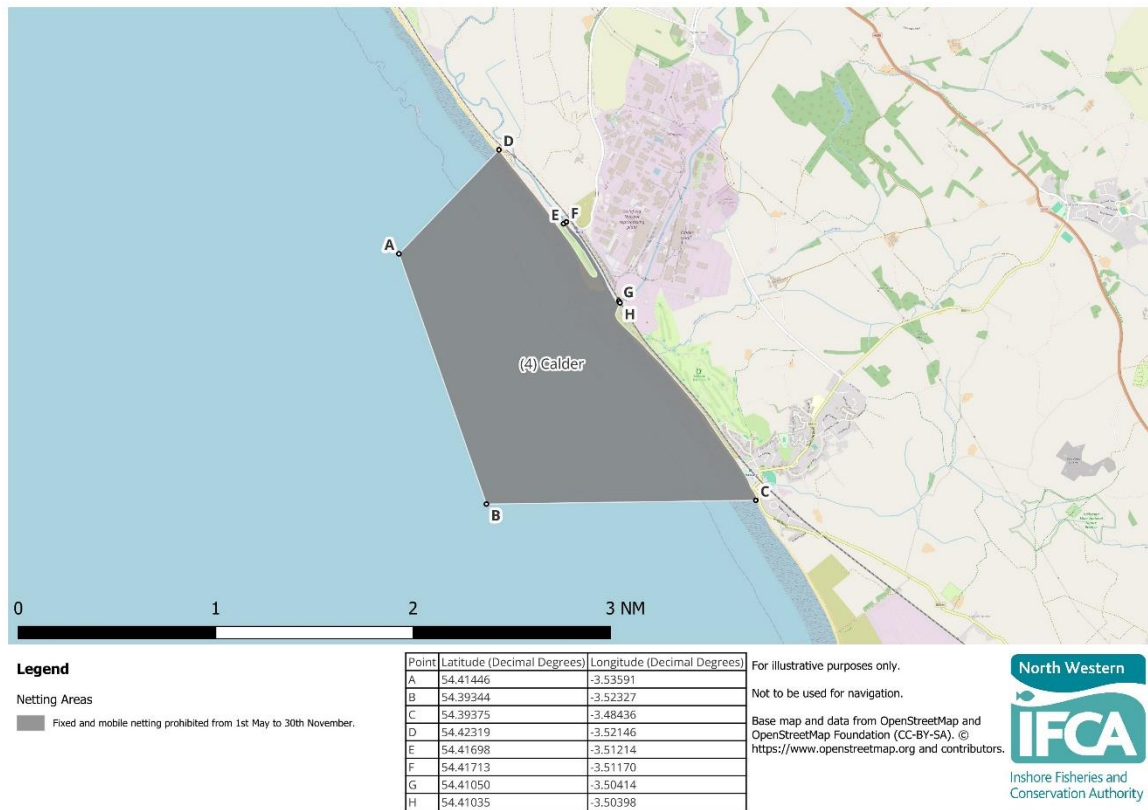 D
E
F
A
G
H
(4) Calder
C
B
0 1 2 3 NM
Legend
Netting Areas
Fixed and mobile netting prohibited from 1st May to 30th November.
Point Latitude (Decimal Degrees) Longitude (Decimal Degrees)
A 54.41446 -3.53591
B 54.39344 -3.52327
C 54.39375 -3.48436
D 54.42319 -3.52146
E 54.41698 -3.51214
F 54.41713 -3.51170
G 54.41050 -3.50414
H 54.41035 -3.50398
For illustrative purposes only.
Not to be used for navigation.
Base map and data from OpenStreetMap and
OpenStreetMap Foundation (CC-BY-SA). ©
https://www.openstreetmap.org and contributors.
North Western
IFCA
Inshore Fisheries and
Conservation Authority